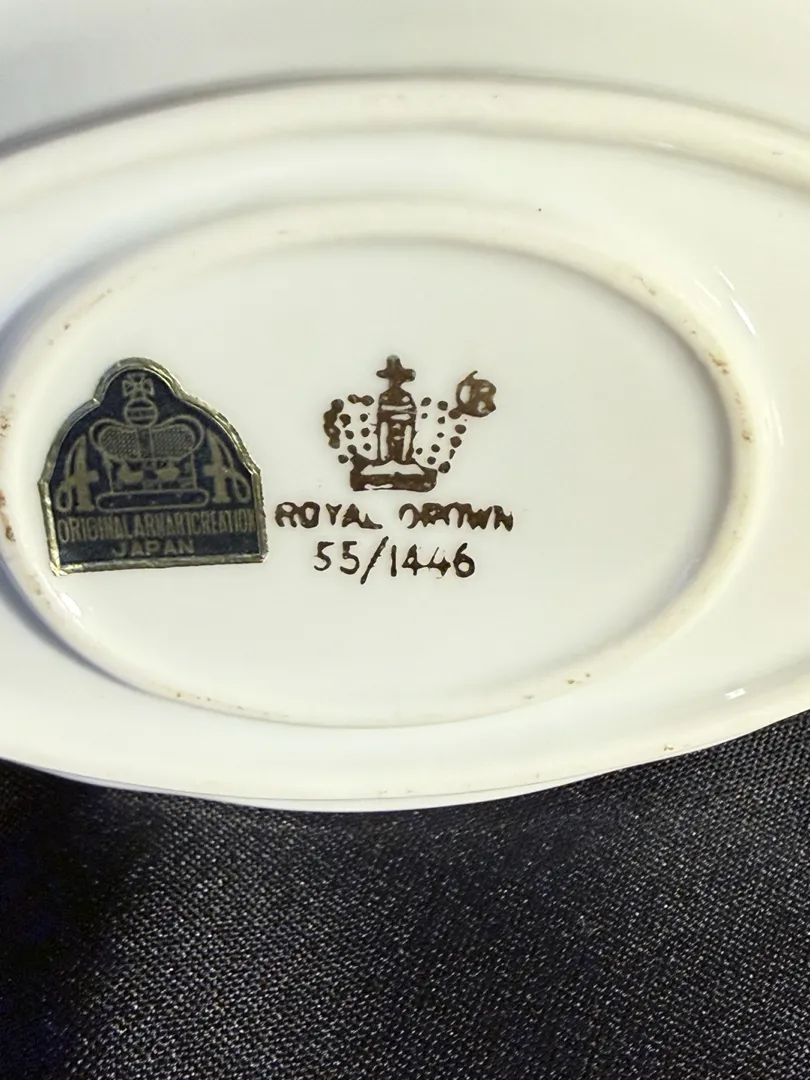 ORIGINAL ARNART CREATION
JAPAN
ROYAL CROWN
55/1446